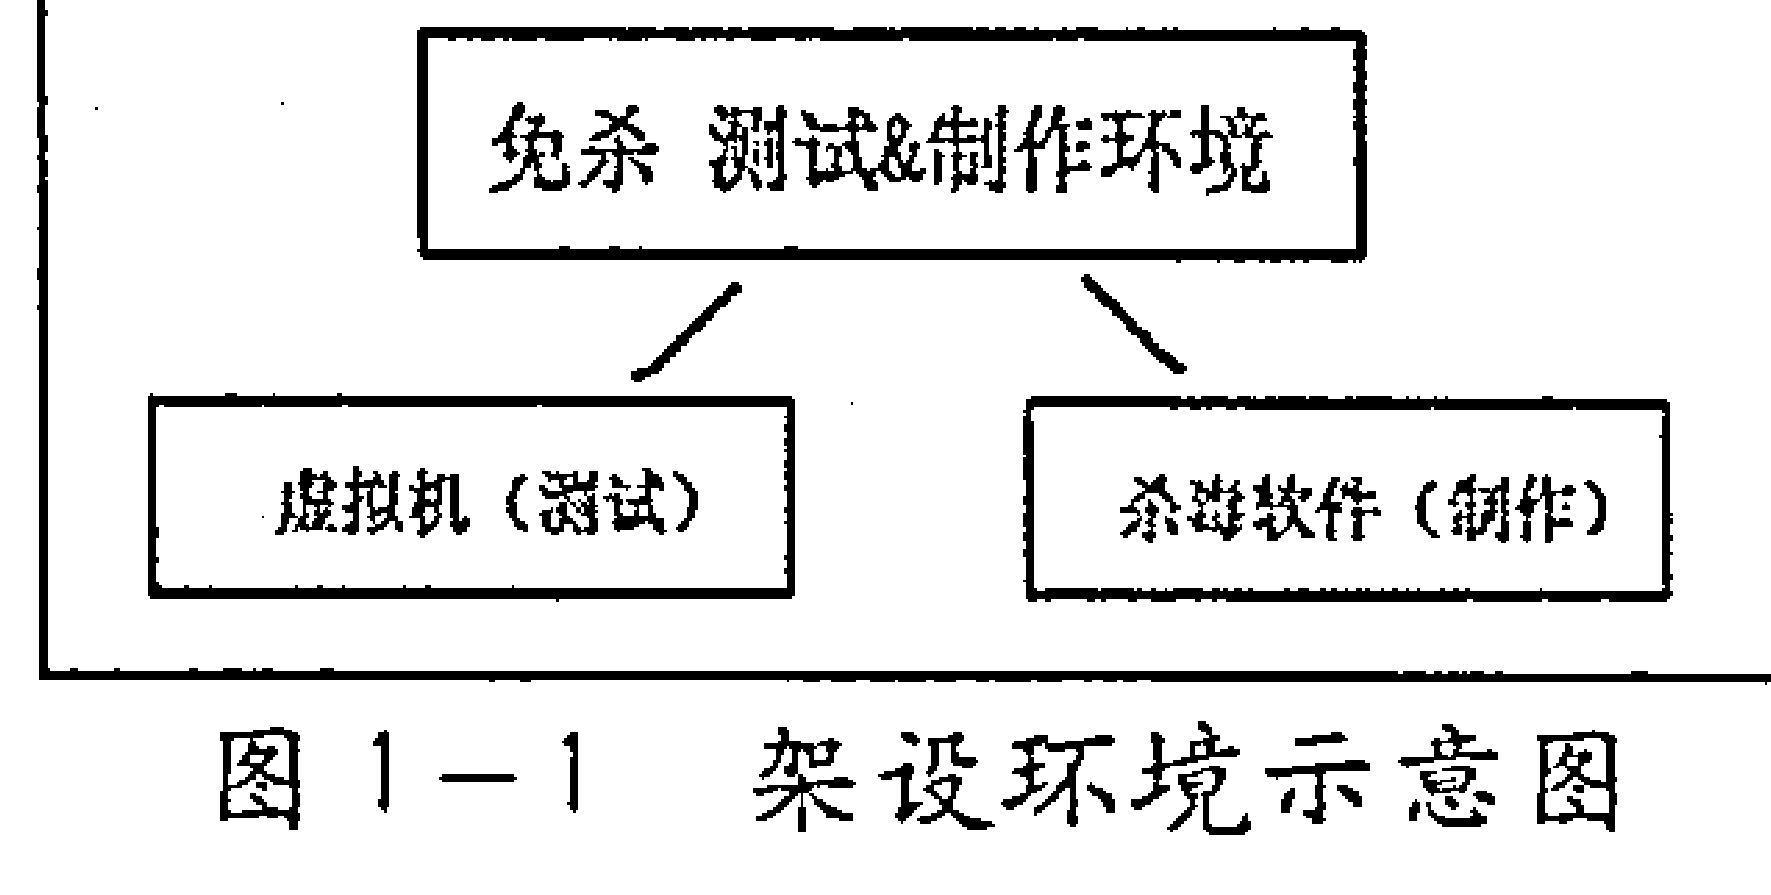 免杀 测试&制作环境
虚拟机（测试）
杀毒软件（制作）
图 1－1 架设环境示意图